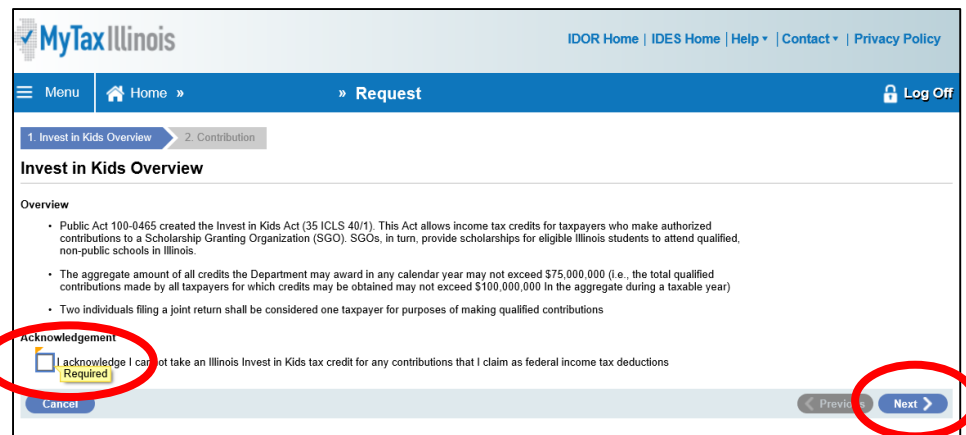 MyTax Illinois
IDOR Home | IDES Home | Help | Contact | Privacy Policy
Menu Home » » Request Log Off
1. Invest in Kids Overview 2. Contribution
Invest in Kids Overview
Overview
• Public Act 100-0465 created the Invest in Kids Act (35 ICLS 40/1). This Act allows income tax credits for taxpayers who make authorized
contributions to a Scholarship Granting Organization (SGO). SGOs, in turn, provide scholarships for eligible Illinois students to attend qualified,
non-public schools in Illinois.
• The aggregate amount of all credits the Department may award in any calendar year may not exceed $75,000,000 (i.e., the total qualified
contributions made by all taxpayers for which credits may be obtained may not exceed $100,000,000 In the aggregate during a taxable year)
• Two individuals filing a joint return shall be considered one taxpayer for purposes of making qualified contributions
Acknowledgement
I acknowledge I cannot take an Illinois Invest in Kids tax credit for any contributions that I claim as federal income tax deductions
Required
Cancel Previous Next